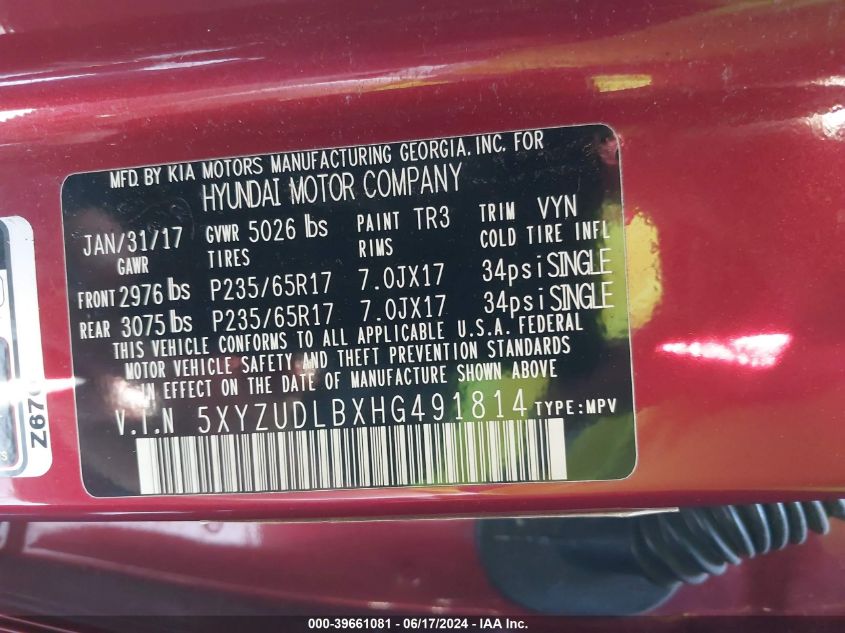 MFD. BY KIA MOTORS MANUFACTURING GEORGIA. INC. FOR
HYUNDAI MOTOR COMPANY
JAN/31/17 GVWR 5026 lbs PAINT TR3 TRIM VYN
GAWR TIRES RIMS COLD TIRE INFL
FRONT 2976 lbs P235/65R17 7.0JX17 34psi SINGLE
REAR 3075 lbs P235/65R17 7.0JX17 34psi SINGLE
THIS VEHICLE CONFORMS TO ALL APPLICABLE U.S.A. FEDERAL
MOTOR VEHICLE SAFETY AND THEFT PREVENTION STANDARDS
IN EFFECT ON THE DATE OF MANUFACTURE SHOWN ABOVE
V.I.N 5XYZUDLBXHG491814 TYPE:MPV
000-39661081 - 06/17/2024 - IAA Inc.